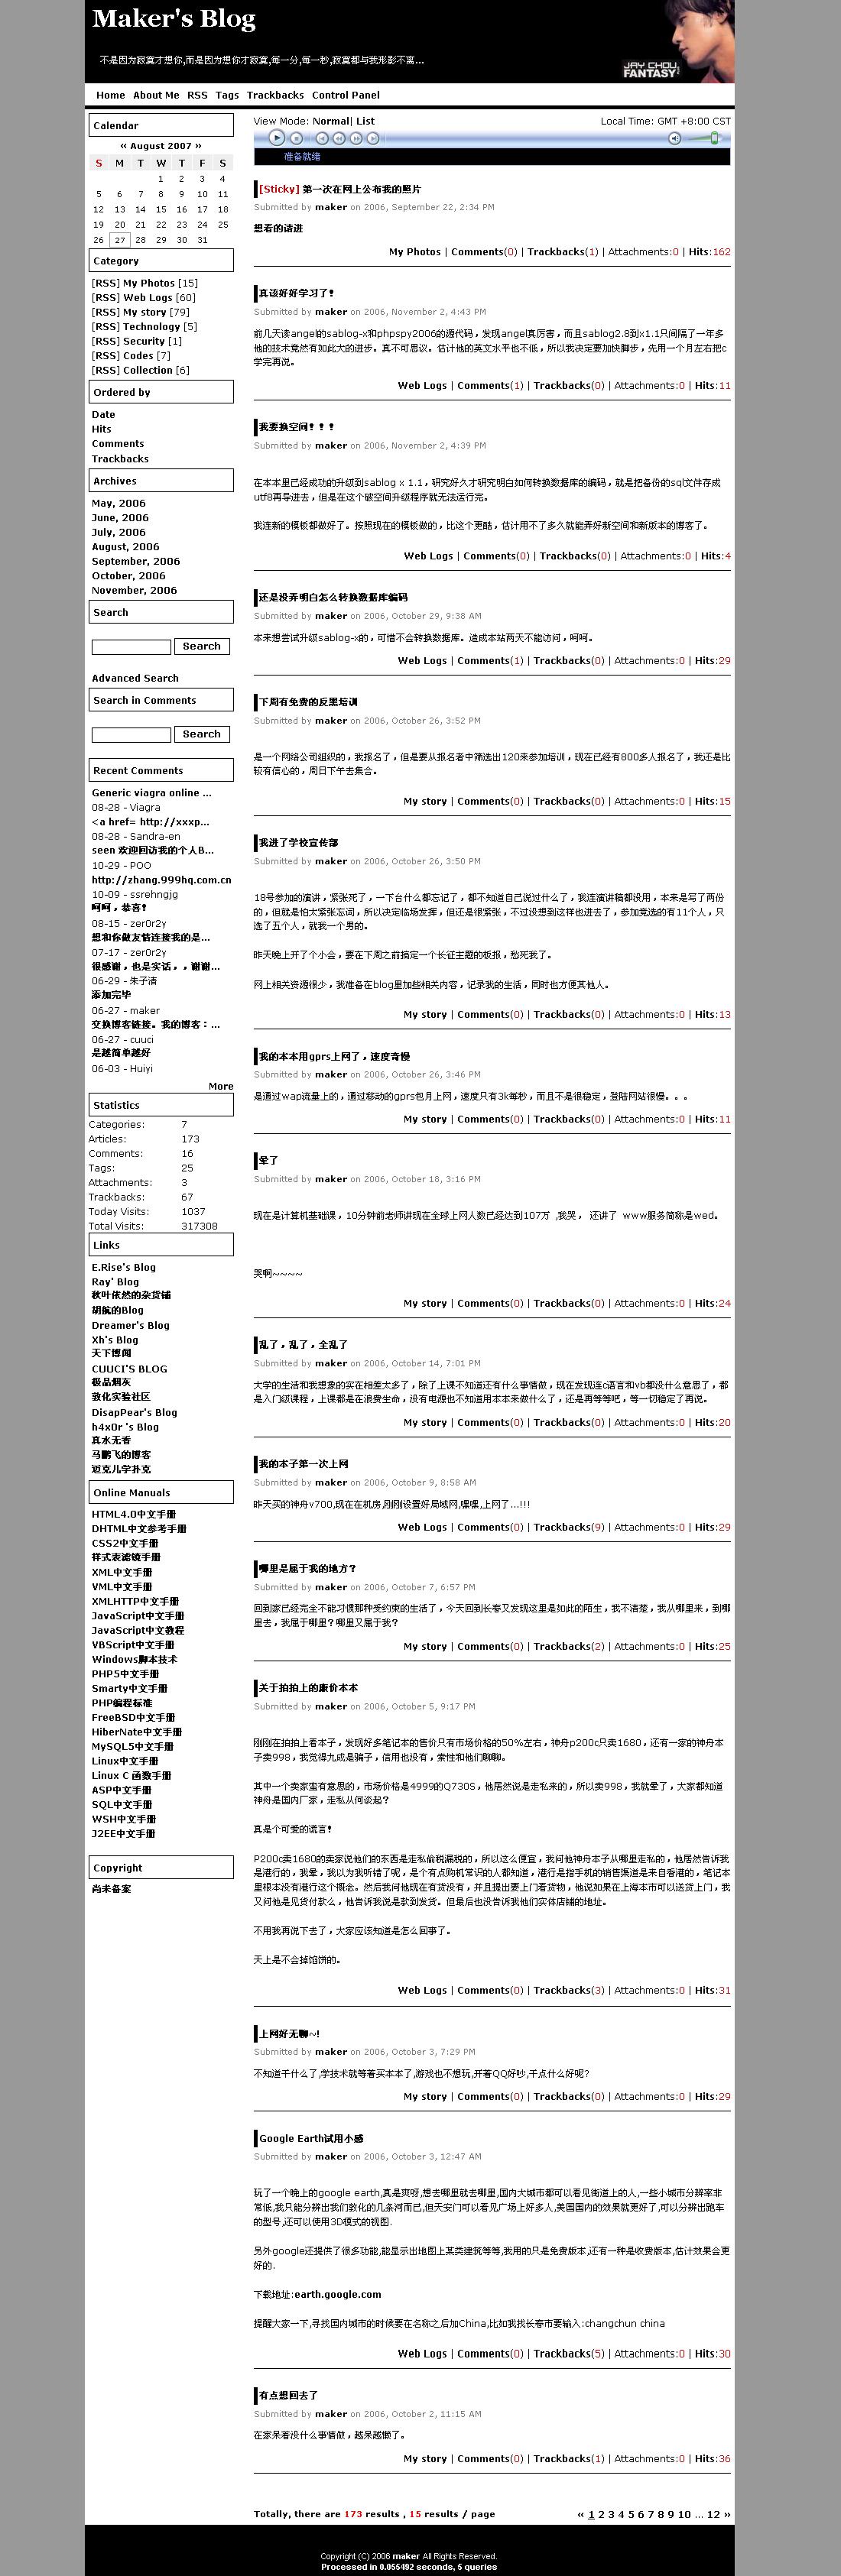 Maker's Blog
不是因为寂寞才想你,而是因为想你才寂寞,每一分,每一秒,寂寞都与我形影不离...
JAY CHOU
FANTASY
Home About Me RSS Tags Trackbacks Control Panel
Calendar
« August 2007 »
S M T W T F S
1 2 3 4
5 6 7 8 9 10 11
12 13 14 15 16 17 18
19 20 21 22 23 24 25
26 27 28 29 30 31
Category
[RSS] My Photos [15]
[RSS] Web Logs [60]
[RSS] My story [79]
[RSS] Technology [5]
[RSS] Security [1]
[RSS] Codes [7]
[RSS] Collection [6]
Ordered by
Date
Hits
Comments
Trackbacks
Archives
May, 2006
June, 2006
July, 2006
August, 2006
September, 2006
October, 2006
November, 2006
Search
Search
Advanced Search
Search in Comments
Search
Recent Comments
Generic viagra online ...
08-28 - Viagra
<a href= http://xxxp...
08-28 - Sandra-en
seen 欢迎回访我的个人B...
10-29 - POO
http://zhang.999hq.com.cn
10-09 - ssrehngjg
呵呵，恭喜!
08-15 - zer0r2y
想和你做友情连接我的是...
07-17 - zer0r2y
很感谢，也是实话，，谢谢...
06-29 - 朱子清
添加完毕
06-27 - maker
交换博客链接。我的博客：...
06-27 - cuuci
是越简单越好
06-03 - Huiyi
More
Statistics
Categories: 7
Articles: 173
Comments: 16
Tags: 25
Attachments: 3
Trackbacks: 67
Today Visits: 1037
Total Visits: 317308
Links
E.Rise's Blog
Ray' Blog
秋叶依然的杂货铺
胡航的Blog
Dreamer's Blog
Xh's Blog
天下博闻
CUUCI'S BLOG
极品烟灰
敦化实验社区
DisapPear's Blog
h4x0r 's Blog
真水无香
马鹏飞的博客
迈克儿学扑克
Online Manuals
HTML4.0中文手册
DHTML中文参考手册
CSS2中文手册
样式表滤镜手册
XML中文手册
VML中文手册
XMLHTTP中文手册
JavaScript中文手册
JavaScript中文教程
VBScript中文手册
Windows脚本技术
PHP5中文手册
Smarty中文手册
PHP编程标准
FreeBSD中文手册
HiberNate中文手册
MySQL5中文手册
Linux中文手册
Linux C 函数手册
ASP中文手册
SQL中文手册
WSH中文手册
J2EE中文手册
Copyright
尚未备案
View Mode: Normal| List
Local Time: GMT +8:00 CST
准备就绪
[Sticky] 第一次在网上公布我的照片
Submitted by maker on 2006, September 22, 2:34 PM
想看的请进
My Photos | Comments(0) | Trackbacks(1) | Attachments:0 | Hits:162
真该好好学习了!
Submitted by maker on 2006, November 2, 4:43 PM
前几天读angel的sablog-x和phpspy2006的源代码，发现angel真厉害，而且sablog2.8到x1.1只间隔了一年多
他的技术竟然有如此大的进步。真不可思议。估计他的英文水平也不低，所以我决定要加快脚步，先用一个月左右把c
学完再说。
Web Logs | Comments(1) | Trackbacks(0) | Attachments:0 | Hits:11
我要换空间！！！
Submitted by maker on 2006, November 2, 4:39 PM
在本本里已经成功的升级到sablog x 1.1，研究好久才研究明白如何转换数据库的编码，就是把备份的sql文件存成
utf8再导进去，但是在这个破空间升级程序就无法运行完。
我连新的模板都做好了。按照现在的模板做的，比这个更酷，估计用不了多久就能弄好新空间和新版本的博客了。
Web Logs | Comments(0) | Trackbacks(0) | Attachments:0 | Hits:4
还是没弄明白怎么转换数据库编码
Submitted by maker on 2006, October 29, 9:38 AM
本来想尝试升级sablog-x的，可惜不会转换数据库。造成本站两天不能访问，呵呵。
Web Logs | Comments(1) | Trackbacks(0) | Attachments:0 | Hits:29
下周有免费的反黑培训
Submitted by maker on 2006, October 26, 3:52 PM
是一个网络公司组织的，我报名了，但是要从报名者中筛选出120来参加培训，现在已经有800多人报名了，我还是比
较有信心的，周日下午去集合。
My story | Comments(0) | Trackbacks(0) | Attachments:0 | Hits:15
我进了学校宣传部
Submitted by maker on 2006, October 26, 3:50 PM
18号参加的演讲，紧张死了，一下台什么都忘记了，都不知道自己说过什么了，我连演讲稿都没用，本来是写了两份
的，但就是怕太紧张忘词，所以决定临场发挥，但还是很紧张，不过没想到这样也进去了，参加竞选的有11个人，只
选了五个人，就我一个男的。
昨天晚上开了个小会，要在下周之前搞定一个长征主题的板报，愁死我了。
网上相关资源很少，我准备在blog里加些相关内容，记录我的生活，同时也方便其他人。
My story | Comments(0) | Trackbacks(0) | Attachments:0 | Hits:13
我的本本用gprs上网了，速度奇慢
Submitted by maker on 2006, October 26, 3:46 PM
是通过wap流量上的，通过移动的gprs包月上网，速度只有3k每秒，而且不是很稳定，登陆网站很慢。。。
My story | Comments(0) | Trackbacks(0) | Attachments:0 | Hits:11
晕了
Submitted by maker on 2006, October 18, 3:16 PM
现在是计算机基础课，10分钟前老师讲现在全球上网人数已经达到107万 ,我哭， 还讲了 www服务简称是wed。
哭啊~~~~
My story | Comments(0) | Trackbacks(0) | Attachments:0 | Hits:24
乱了，乱了，全乱了
Submitted by maker on 2006, October 14, 7:01 PM
大学的生活和我想象的实在相差太多了，除了上课不知道还有什么事情做，现在发现连c语言和vb都没什么意思了，都
是入门级课程，上课都是在浪费生命，没有电源也不知道用本本来做什么了，还是再等等吧，等一切稳定了再说。
My story | Comments(0) | Trackbacks(0) | Attachments:0 | Hits:20
我的本子第一次上网
Submitted by maker on 2006, October 9, 8:58 AM
昨天买的神舟v700,现在在机房,刚刚设置好局域网,嘿嘿,上网了...!!!
Web Logs | Comments(0) | Trackbacks(9) | Attachments:0 | Hits:29
哪里是属于我的地方？
Submitted by maker on 2006, October 7, 6:57 PM
回到家已经完全不能习惯那种受约束的生活了，今天回到长春又发现这里是如此的陌生，我不清楚，我从哪里来，到哪
里去，我属于哪里？哪里又属于我？
My story | Comments(0) | Trackbacks(2) | Attachments:0 | Hits:25
关于拍拍上的廉价本本
Submitted by maker on 2006, October 5, 9:17 PM
刚刚在拍拍上看本子，发现好多笔记本的售价只有市场价格的50%左右，神舟p200c只卖1680，还有一家的神舟本
子卖998，我觉得九成是骗子，信用也没有，索性和他们聊聊。
其中一个卖家蛮有意思的，市场价格是4999的Q730S，他居然说是走私来的，所以卖998，我就晕了，大家都知道
神舟是国内厂家，走私从何谈起？
真是个可爱的谎言!
P200c卖1680的卖家说他们的东西是走私偷税漏税的，所以这么便宜，我问他神舟本子从哪里走私的，他居然告诉我
是港行的，我晕，我以为我听错了呢，是个有点购机常识的人都知道，港行是指手机的销售渠道是来自香港的，笔记本
里根本没有港行这个概念。然后我问他现在有货没有，并且提出要上门看货物，他说如果在上海本市可以送货上门，我
又问他是见货付款么，他告诉我说是款到发货。但最后也没告诉我他们实体店铺的地址。
不用我再说下去了，大家应该知道是怎么回事了。
天上是不会掉馅饼的。
Web Logs | Comments(0) | Trackbacks(3) | Attachments:0 | Hits:31
上网好无聊~!
Submitted by maker on 2006, October 3, 7:29 PM
不知道干什么了,学技术就等着买本本了,游戏也不想玩,开着QQ好吵,干点什么好呢?
My story | Comments(0) | Trackbacks(0) | Attachments:0 | Hits:29
Google Earth试用小感
Submitted by maker on 2006, October 3, 12:47 AM
玩了一个晚上的google earth,真是爽呀,想去哪里就去哪里,国内大城市都可以看见街道上的人,一些小城市分辨率非
常低,我只能分辨出我们敦化的几条河而已,但天安门可以看见广场上好多人,美国国内的效果就更好了,可以分辨出跑车
的型号,还可以使用3D模式的视图.
另外google还提供了很多功能,能显示出地图上某类建筑等等,我用的只是免费版本,还有一种是收费版本,估计效果会更
好的.
下载地址:earth.google.com
提醒大家一下,寻找国内城市的时候要在名称之后加China,比如我找长春市要输入:changchun china
Web Logs | Comments(0) | Trackbacks(5) | Attachments:0 | Hits:30
有点想回去了
Submitted by maker on 2006, October 2, 11:15 AM
在家呆着没什么事情做，越呆越懒了。
My story | Comments(0) | Trackbacks(1) | Attachments:0 | Hits:36
Totally, there are 173 results , 15 results / page
« 1 2 3 4 5 6 7 8 9 10 ... 12 »
Copyright (C) 2006 maker All Rights Reserved.
Processed in 0.055492 seconds, 5 queries